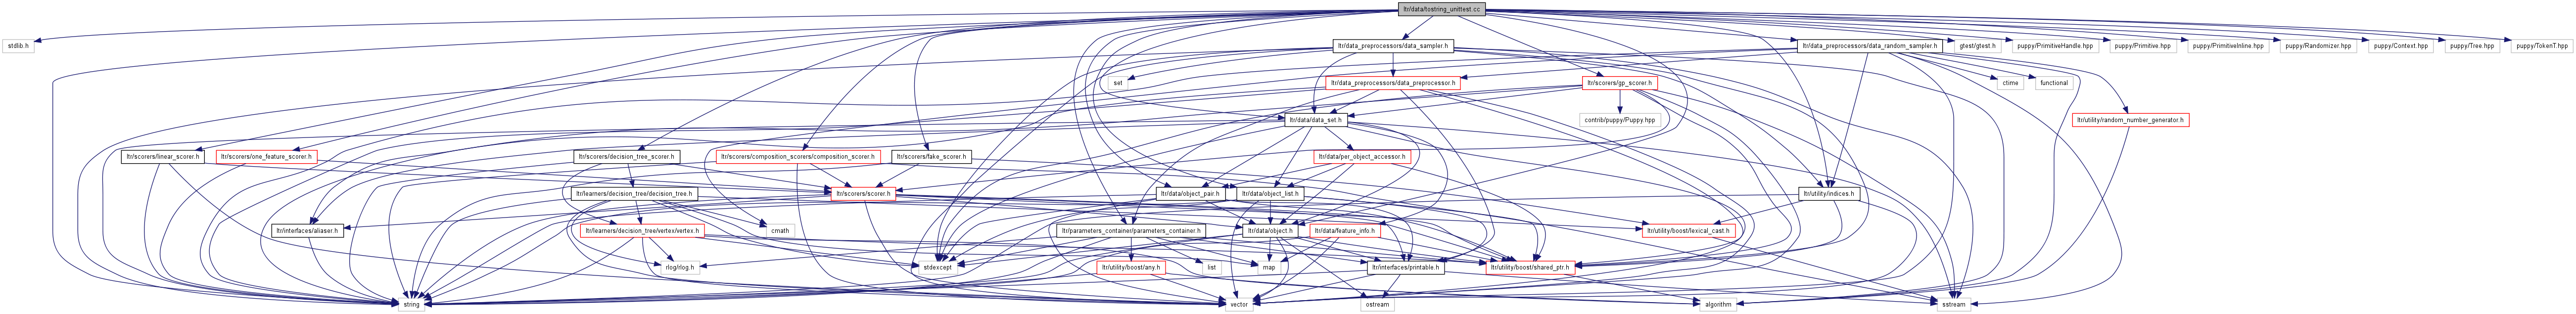 ltr/data/tostring_unittest.cc
stdlib.h
ltr/data_preprocessors/data_sampler.h
ltr/data_preprocessors/data_random_sampler.h
gtest/gtest.h
puppy/PrimitiveHandle.hpp
puppy/Primitive.hpp
puppy/PrimitiveInline.hpp
puppy/Randomizer.hpp
puppy/Context.hpp
puppy/Tree.hpp
puppy/TokenT.hpp
set
ltr/data_preprocessors/data_preprocessor.h
ltr/scorers/gp_scorer.h
ctime
functional
ltr/data/data_set.h
contrib/puppy/Puppy.hpp
ltr/utility/random_number_generator.h
ltr/scorers/linear_scorer.h
ltr/scorers/one_feature_scorer.h
ltr/scorers/decision_tree_scorer.h
ltr/scorers/composition_scorers/composition_scorer.h
ltr/scorers/fake_scorer.h
ltr/data/per_object_accessor.h
ltr/learners/decision_tree/decision_tree.h
ltr/scorers/scorer.h
ltr/data/object_pair.h
ltr/data/object_list.h
ltr/utility/indices.h
ltr/interfaces/aliaser.h
ltr/learners/decision_tree/vertex/vertex.h
cmath
ltr/parameters_container/parameters_container.h
ltr/data/object.h
ltr/data/feature_info.h
ltr/utility/boost/lexical_cast.h
rlog/rlog.h
stdexcept
ltr/utility/boost/any.h
list
map
ltr/interfaces/printable.h
ltr/utility/boost/shared_ptr.h
string
vector
ostream
algorithm
sstream